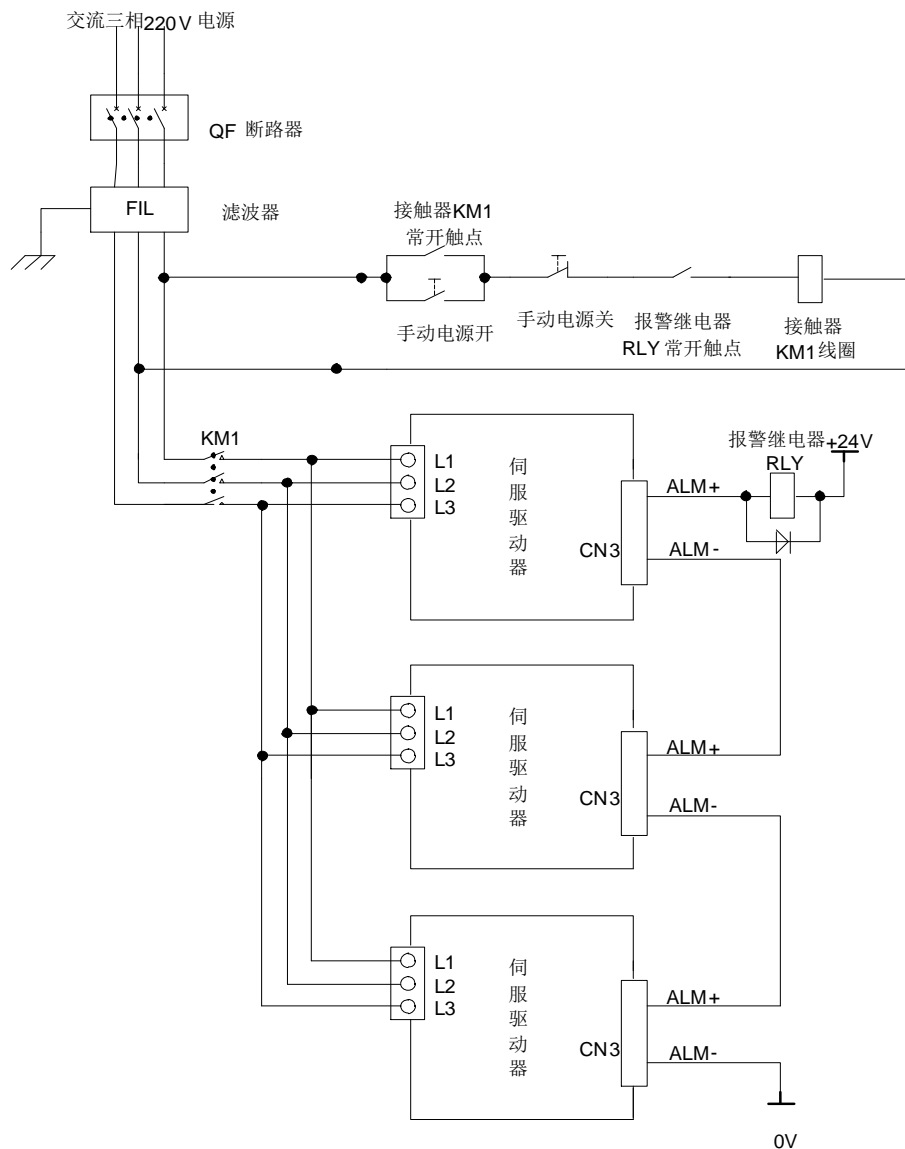 交流三相220V 电源
QF 断路器
FIL
滤波器
接触器KM1
常开触点
手动电源开
手动电源关
报警继电器
RLY 常开触点
接触器
KM1线圈
KM1
L1
L2
L3
伺服驱动器
CN3
ALM+
ALM-
报警继电器
RLY
+24V
L1
L2
L3
伺服驱动器
CN3
ALM+
ALM-
L1
L2
L3
伺服驱动器
CN3
ALM+
ALM-
0V